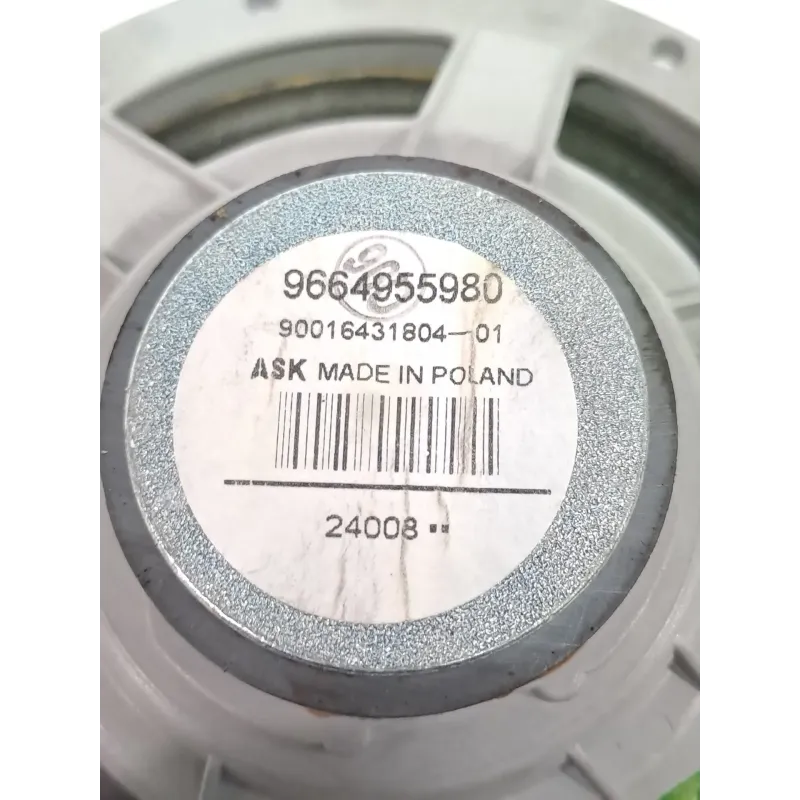 9664955980
90016431804-01
ASK MADE IN POLAND
24008